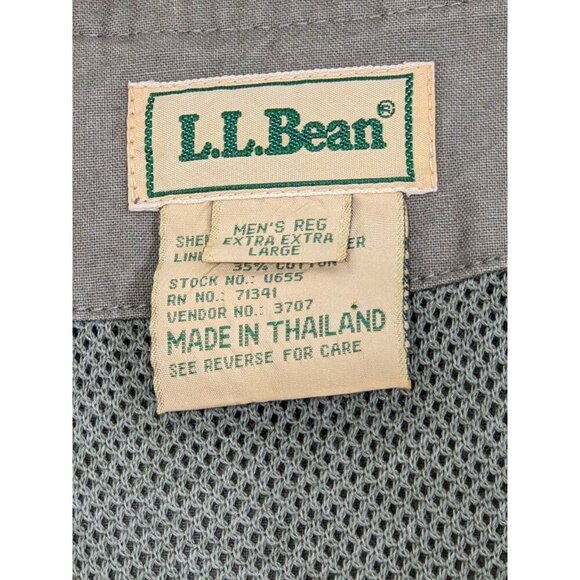 L.L.Bean®
MEN'S REG
EXTRA EXTRA
LARGE
35% COTTON
STOCK NO.: U655
RN NO.: 71341
VENDOR NO.: 3707
MADE IN THAILAND
SEE REVERSE FOR CARE